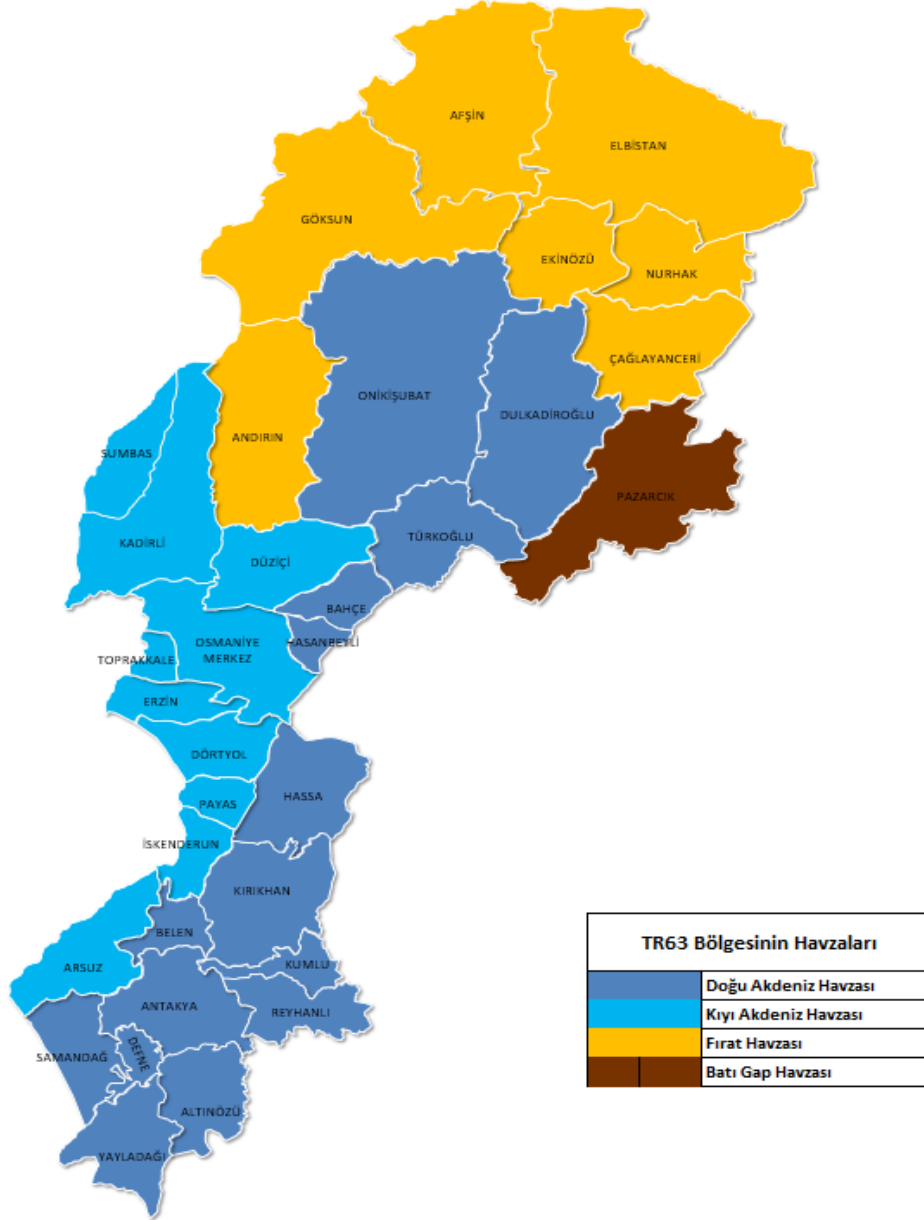 AFŞİN
ELBİSTAN
GÖKSUN
EKİNÖZÜ
NURHAK
ÇAĞLAYANCERİ
ONİKİŞUBAT
DULKADİROĞLU
ANDIRIN
SUMBAS
PAZARCIK
KADİRLİ
TÜRKOĞLU
DÜZİÇİ
BAHÇE
HASANBEYLİ
OSMANİYE
MERKEZ
TOPRAKKALE
ERZİN
DÖRTYOL
HASSA
PAYAS
İSKENDERUN
KIRIKHAN
BELEN
ARSUZ
KUMLU
ANTAKYA
REYHANLI
SAMANDAĞ
DEFNE
ALTINÖZÜ
YAYLADAĞI
TR63 Bölgesinin Havzaları
Doğu Akdeniz Havzası
Kıyı Akdeniz Havzası
Fırat Havzası
Batı Gap Havzası